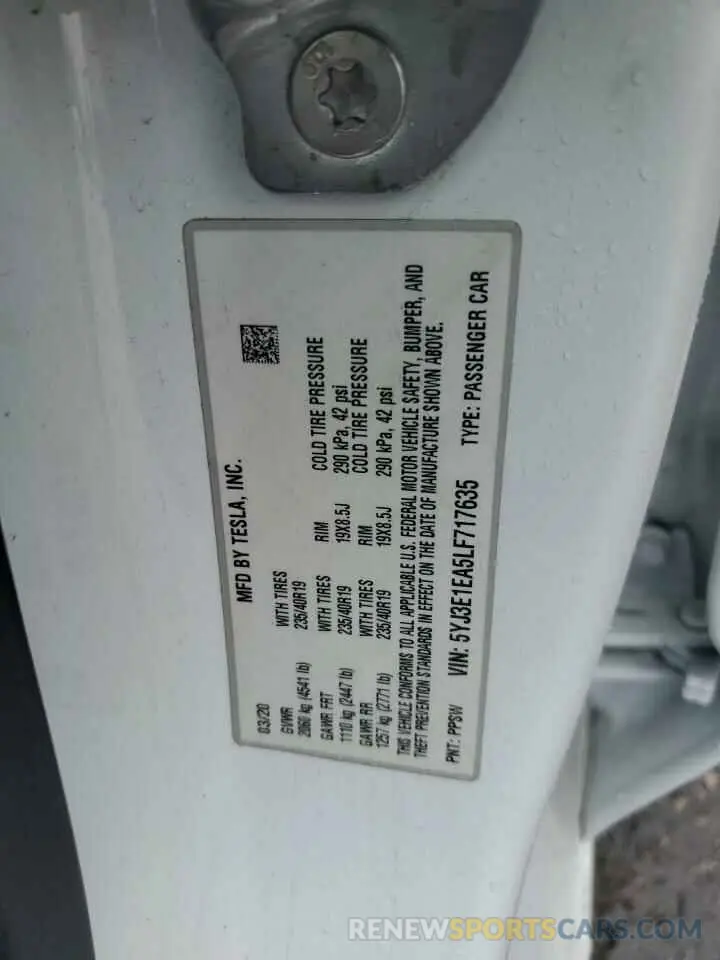 MFD BY TESLA, INC.
03/20
GVWR
2060 kg (4541 lb)
WITH TIRES
235/40R19
GAWR FRT
1110 kg (2447 lb)
WITH TIRES
235/40R19
RIM
19X8.5J
COLD TIRE PRESSURE
290 kPa, 42 psi
GAWR RR
1257 kg (2771 lb)
WITH TIRES
235/40R19
RIM
19X8.5J
COLD TIRE PRESSURE
290 kPa, 42 psi
THIS VEHICLE CONFORMS TO ALL APPLICABLE U.S. FEDERAL MOTOR VEHICLE SAFETY, BUMPER, AND
THEFT PREVENTION STANDARDS IN EFFECT ON THE DATE OF MANUFACTURE SHOWN ABOVE.
PNT: PPSW VIN: 5YJ3E1EA5LF717635 TYPE: PASSENGER CAR
RENEWSPORTSCARS.COM